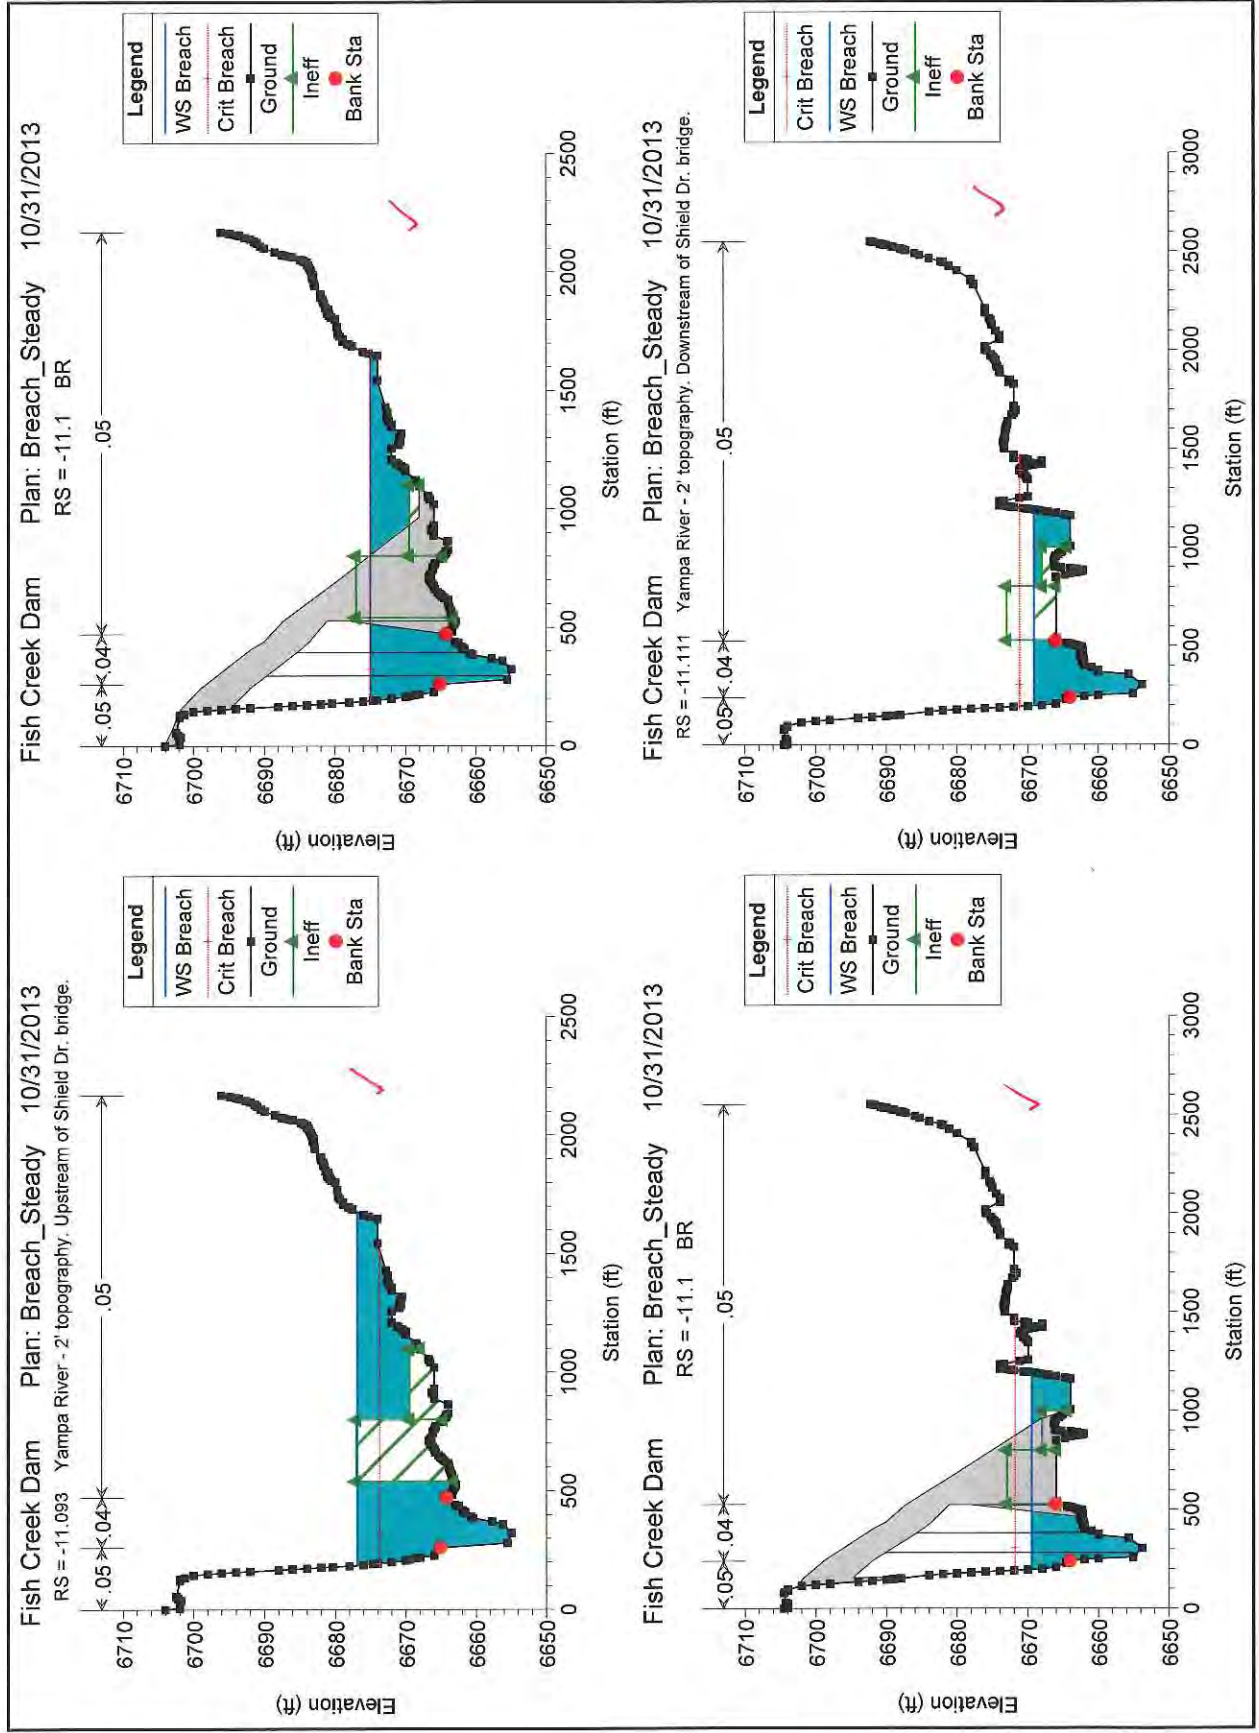 Fish Creek Dam Plan: Breach_Steady 10/31/2013
RS = -11.093 Yampa River - 2' topography. Upstream of Shield Dr. bridge.
.05 .04 .05
Legend
WS Breach
Crit Breach
Ground
Ineff
Bank Sta
Elevation (ft)
6710
6700
6690
6680
6670
6660
6650
0 500 1000 1500 2000 2500
Station (ft)
Fish Creek Dam Plan: Breach_Steady 10/31/2013
RS = -11.1 BR
.05 .04 .05
Legend
WS Breach
Crit Breach
Ground
Ineff
Bank Sta
Elevation (ft)
6710
6700
6690
6680
6670
6660
6650
0 500 1000 1500 2000 2500
Station (ft)
Fish Creek Dam Plan: Breach_Steady 10/31/2013
RS = -11.1 BR
.05 .04 .05
Legend
Crit Breach
WS Breach
Ground
Ineff
Bank Sta
Elevation (ft)
6710
6700
6690
6680
6670
6660
6650
0 500 1000 1500 2000 2500 3000
Station (ft)
Fish Creek Dam Plan: Breach_Steady 10/31/2013
RS = -11.111 Yampa River - 2' topography. Downstream of Shield Dr. bridge.
.05 .04 .05
Legend
Crit Breach
WS Breach
Ground
Ineff
Bank Sta
Elevation (ft)
6710
6700
6690
6680
6670
6660
6650
0 500 1000 1500 2000 2500 3000
Station (ft)